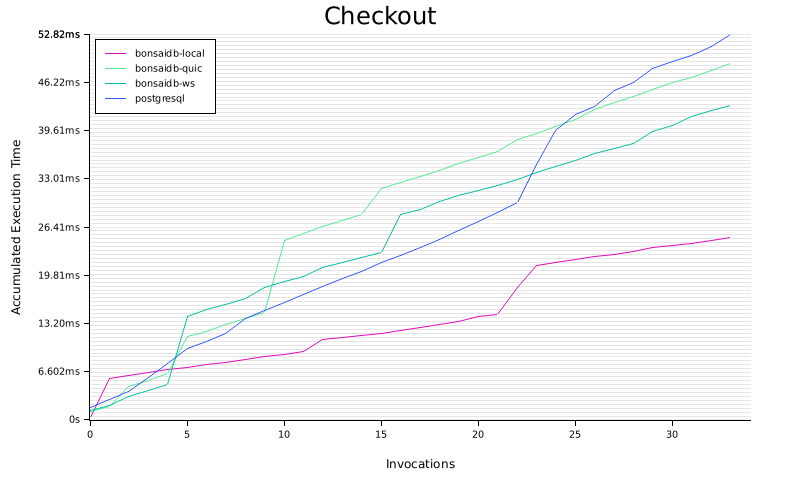 Checkout
52.82ms
46.22ms
39.61ms
33.01ms
26.41ms
19.81ms
13.20ms
6.602ms
0s
bonsaidb-local
bonsaidb-quic
bonsaidb-ws
postgresql
Accumulated Execution Time
0 5 10 15 20 25 30
Invocations